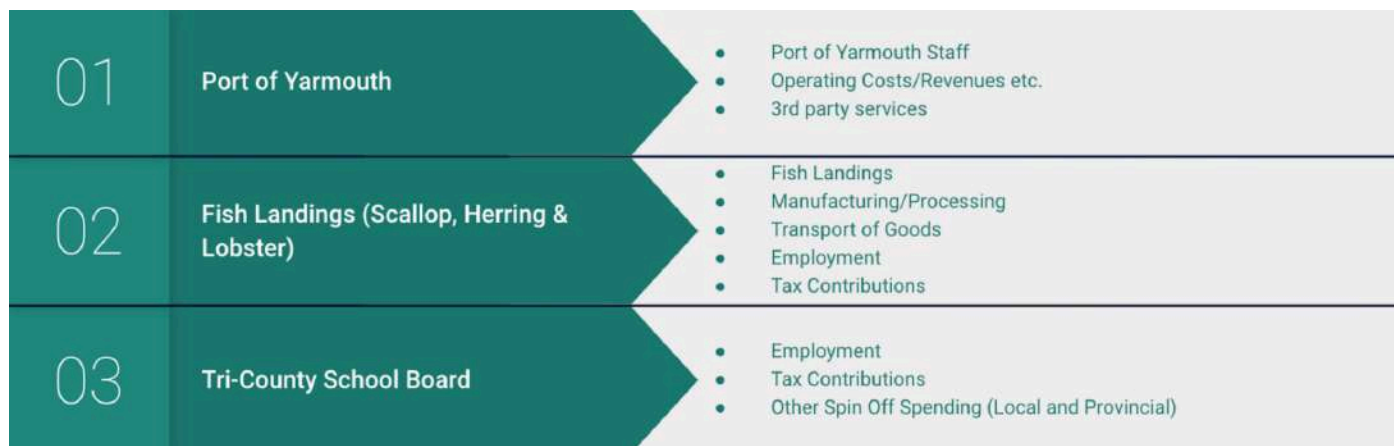 01
Port of Yarmouth
• Port of Yarmouth Staff
• Operating Costs/Revenues etc.
• 3rd party services
02
Fish Landings (Scallop, Herring &
Lobster)
• Fish Landings
• Manufacturing/Processing
• Transport of Goods
• Employment
• Tax Contributions
03
Tri-County School Board
• Employment
• Tax Contributions
• Other Spin Off Spending (Local and Provincial)